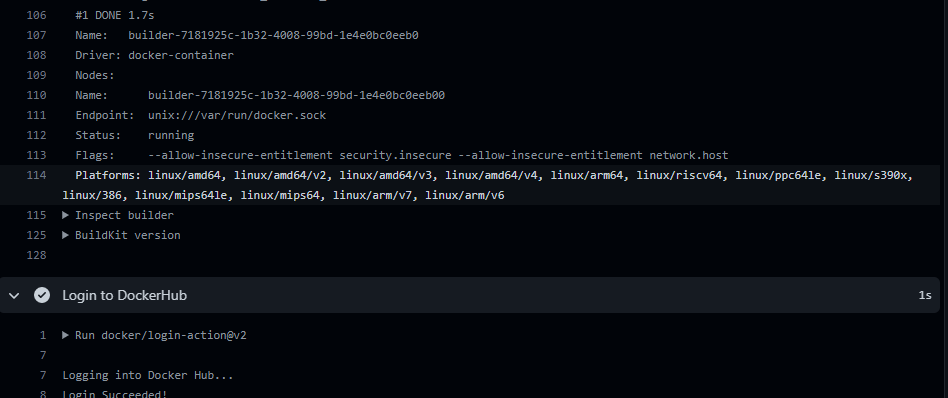 106 #1 DONE 1.7s
107 Name: builder-7181925c-1b32-4008-99bd-1e4e0bc0eeb0
108 Driver: docker-container
109 Nodes:
110 Name: builder-7181925c-1b32-4008-99bd-1e4e0bc0eeb00
111 Endpoint: unix:///var/run/docker.sock
112 Status: running
113 Flags: --allow-insecure-entitlement security.insecure --allow-insecure-entitlement network.host
114 Platforms: linux/amd64, linux/amd64/v2, linux/amd64/v3, linux/amd64/v4, linux/arm64, linux/riscv64, linux/ppc64le, linux/s390x,
linux/386, linux/mips64le, linux/mips64, linux/arm/v7, linux/arm/v6
115 ▶ Inspect builder
125 ▶ BuildKit version
128
Login to DockerHub 1s
1 ▶ Run docker/login-action@v2
7
7 Logging into Docker Hub...
8 Login Succeeded!